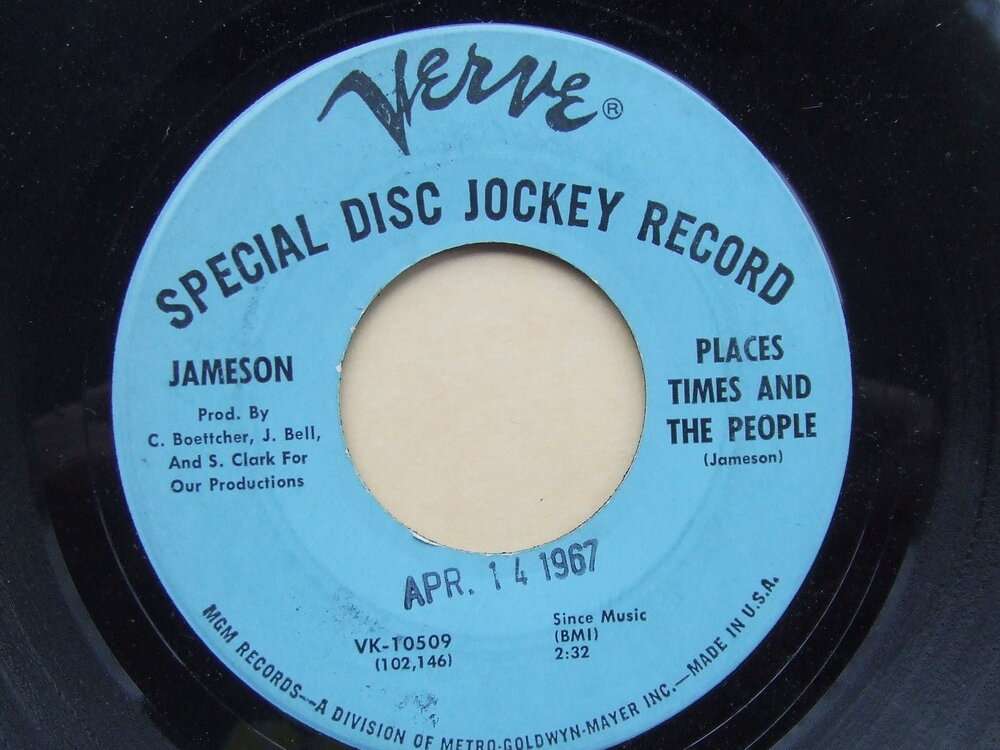 Verve®
SPECIAL DISC JOCKEY RECORD
JAMESON
Prod. By
C. Boettcher, J. Bell,
And S. Clark For
Our Productions
PLACES
TIMES AND
THE PEOPLE
(Jameson)
APR. 14 1967
VK-10509
(102,146)
Since Music
(BMI)
2:32
MGM RECORDS—A DIVISION OF METRO-GOLDWYN-MAYER INC.—MADE IN U.S.A.